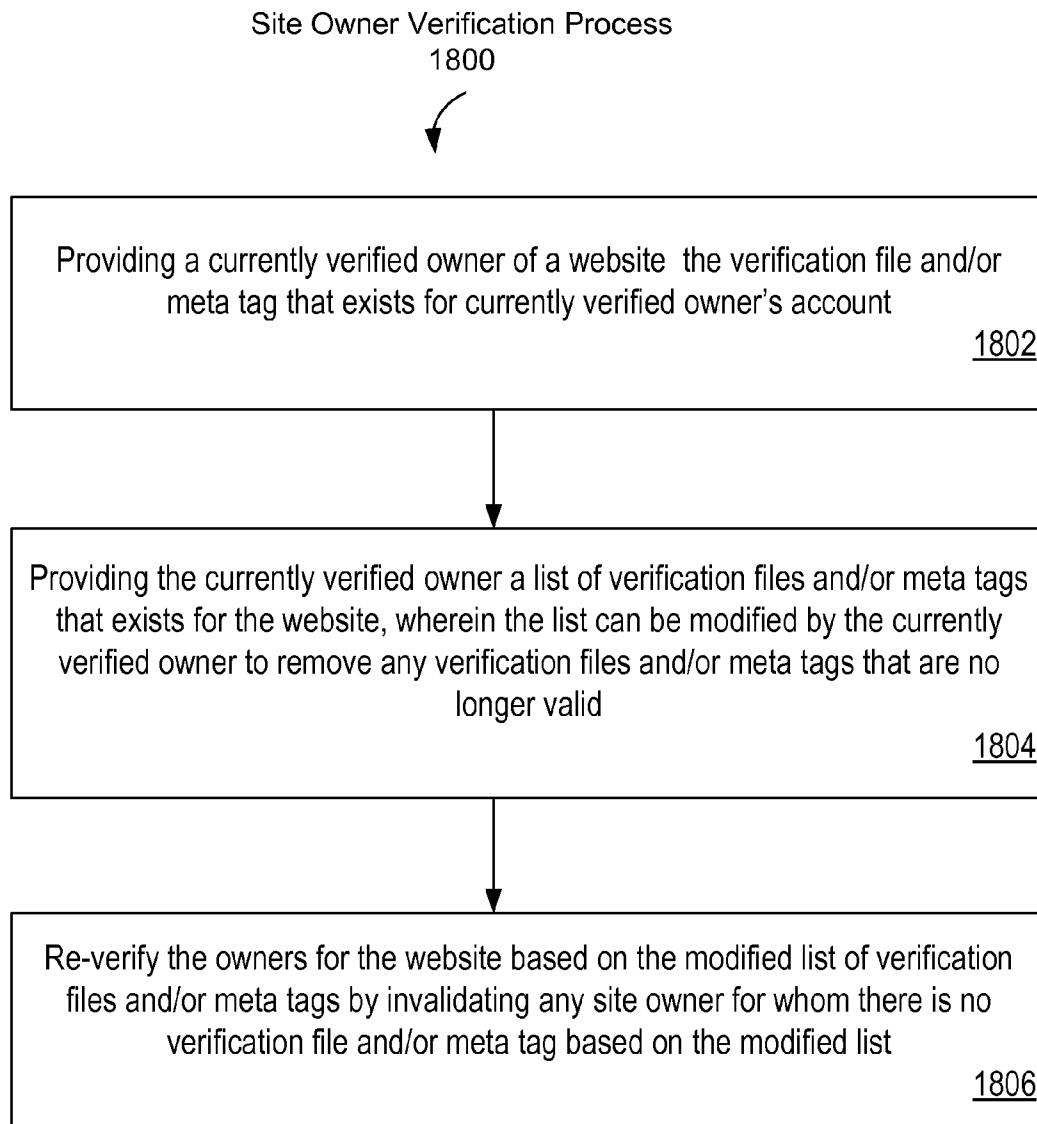 Site Owner Verification Process
1800
Providing a currently verified owner of a website the verification file and/or
meta tag that exists for currently verified owner's account
1802
Providing the currently verified owner a list of verification files and/or meta tags
that exists for the website, wherein the list can be modified by the currently
verified owner to remove any verification files and/or meta tags that are no
longer valid
1804
Re-verify the owners for the website based on the modified list of verification
files and/or meta tags by invalidating any site owner for whom there is no
verification file and/or meta tag based on the modified list
1806